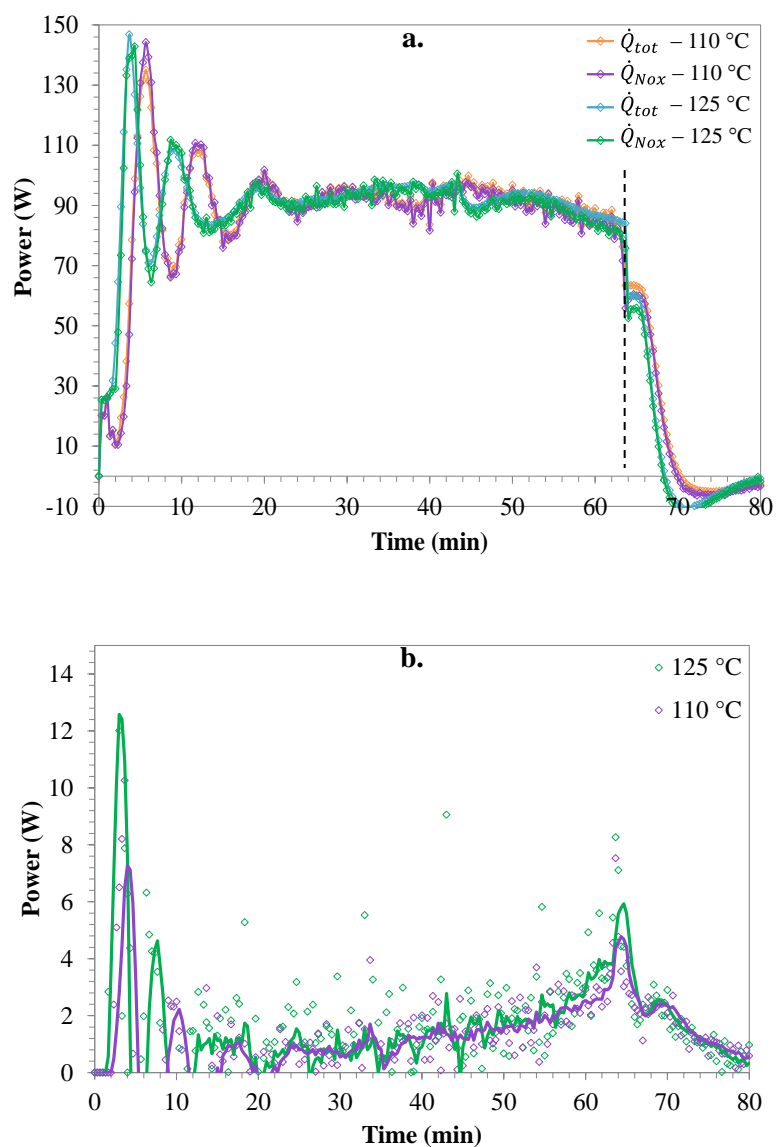 a.
150
130
110
90
70
50
30
10
-10
Power (W)
Q̇tot – 110 °C
Q̇Nox – 110 °C
Q̇tot – 125 °C
Q̇Nox – 125 °C
0 10 20 30 40 50 60 70 80
Time (min)
b.
14
12
10
8
6
4
2
0
Power (W)
125 °C
110 °C
0 10 20 30 40 50 60 70 80
Time (min)